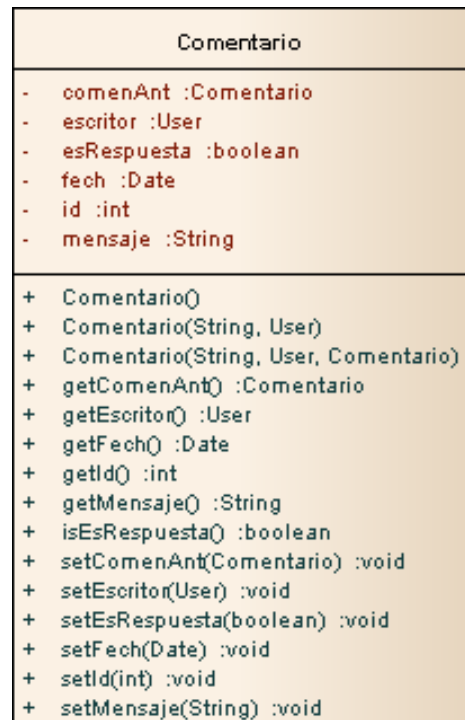 Comentario
- comenAnt :Comentario
- escritor :User
- esRespuesta :boolean
- fech :Date
- id :int
- mensaje :String
+ Comentario()
+ Comentario(String, User)
+ Comentario(String, User, Comentario)
+ getComenAnt() :Comentario
+ getEscritor() :User
+ getFech() :Date
+ getId() :int
+ getMensaje() :String
+ isEsRespuesta() :boolean
+ setComenAnt(Comentario) :void
+ setEscritor(User) :void
+ setEsRespuesta(boolean) :void
+ setFech(Date) :void
+ setId(int) :void
+ setMensaje(String) :void